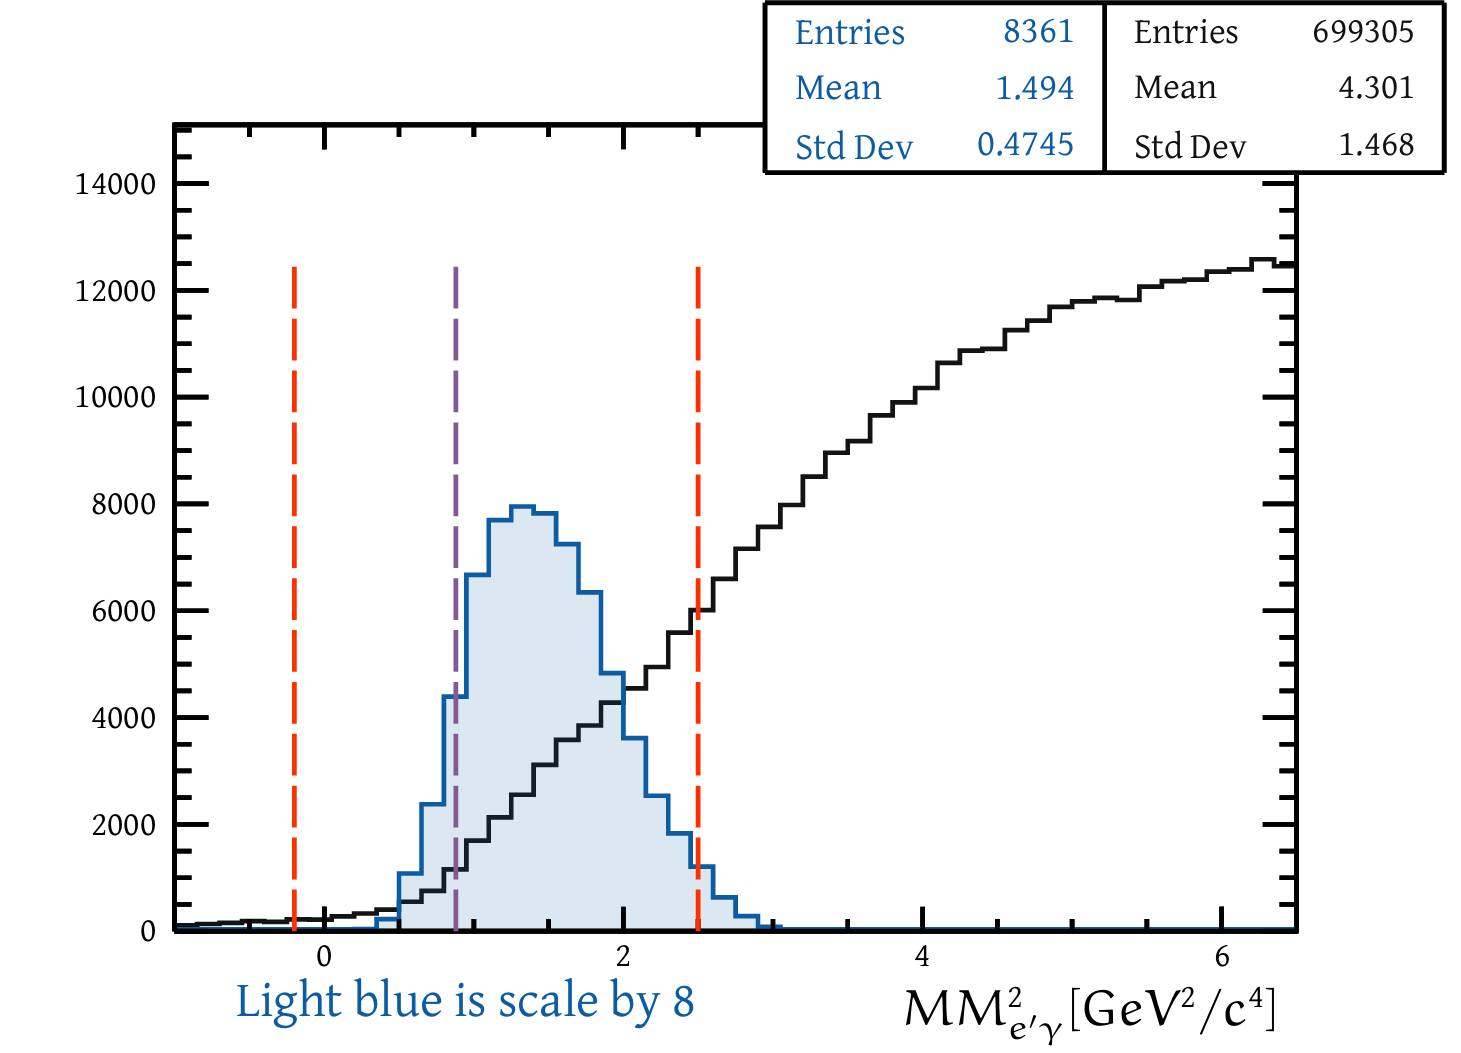 Entries 8361 Entries 699305
Mean 1.494 Mean 4.301
Std Dev 0.4745 Std Dev 1.468
14000
12000
10000
8000
6000
4000
2000
0
0 2 4 6
Light blue is scale by 8 MM²e′γ [GeV²/c⁴]